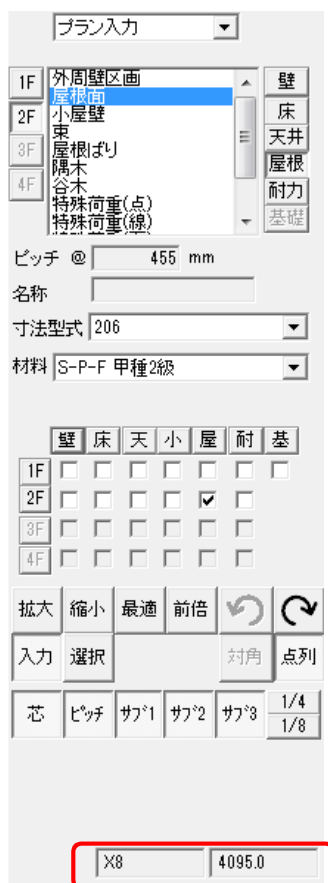 プラン入力
1F
2F
3F
4F
外周壁区画
屋根面
小屋壁
束
屋根ばり
隅木
谷木
特殊荷重(点)
特殊荷重(線)
壁
床
天井
屋根
耐力
基礎
ピッチ @ 455 mm
名称
寸法型式 206
材料 S-P-F 甲種2級
壁 床 天 小 屋 耐 基
1F
2F
3F
4F
拡大 縮小 最適 前倍
入力 選択 対角 点列
芯 ピッチ サブ1 サブ2 サブ3 1/4
1/8
X8 4095.0